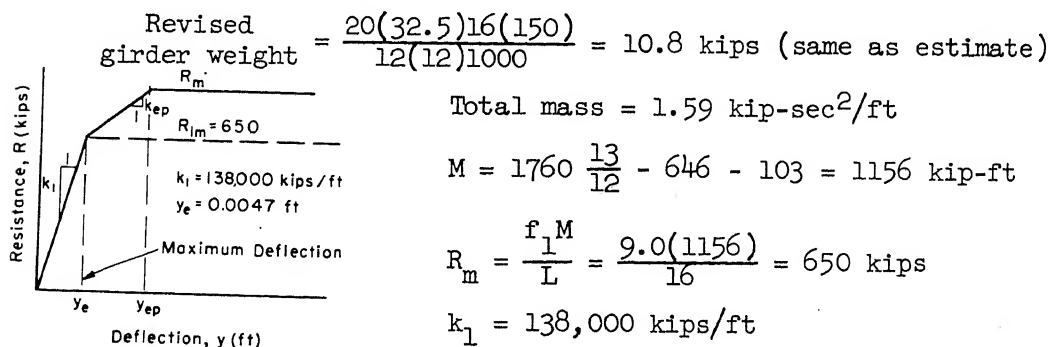 Revised girder weight = 20(32.5)16(150) / 12(12)1000 = 10.8 kips (same as estimate)
Total mass = 1.59 kip-sec²/ft
M = 1760 13/12 - 646 - 103 = 1156 kip-ft
R_m = f_1M / L = 9.0(1156) / 16 = 650 kips
k_1 = 138,000 kips/ft
Resistance, R (kips)
R_m
k_ep
1
R_1m = 650
1
k_1
k_1 = 138,000 kips/ft
y_e = 0.0047 ft
Maximum Deflection
y_e y_ep
Deflection, y (ft)